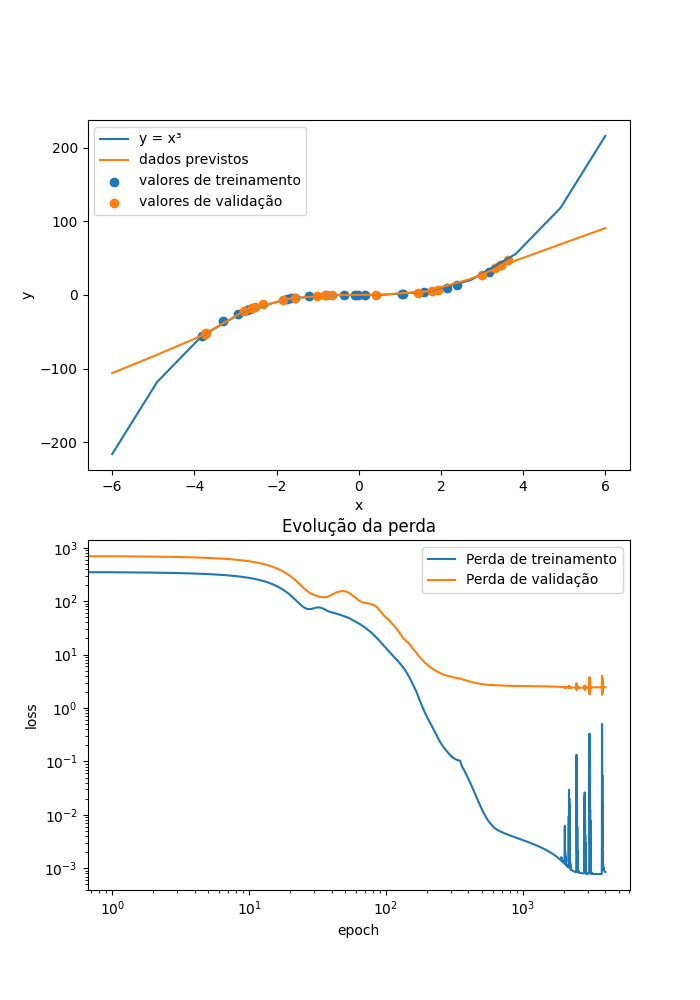 y = x³
dados previstos
valores de treinamento
valores de validação
200
100
0
−100
−200
y
−6
−4
−2
0
2
4
6
x
Evolução da perda
Perda de treinamento
Perda de validação
10³
10²
10¹
10⁰
10⁻¹
10⁻²
10⁻³
loss
10⁰
10¹
10²
10³
epoch